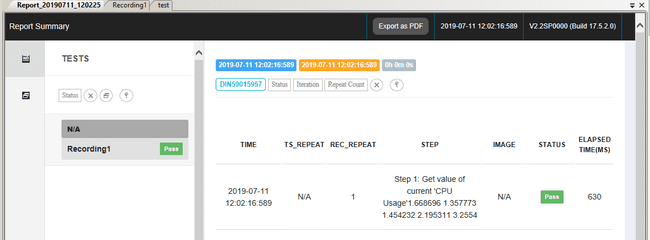 Report_20190711_120225 Recording1 test
Report Summary Export as PDF 2019-07-11 12:02:16:589 V2.2SP0000 (Build 17.5.2.0)
TESTS
Status
N/A
Recording1 Pass
2019-07-11 12:02:16:589 2019-07-11 12:02:16:589 0h 0m 0s
DIN59015957 Status Iteration Repeat Count
TIME TS_REPEAT REC_REPEAT STEP IMAGE STATUS ELAPSED
TIME(MS)
2019-07-11
12:02:16:589
N/A
1
Step 1: Get value of
current 'CPU
Usage'1.668696 1.357773
1.454232 2.195311 3.2554
N/A
Pass
630